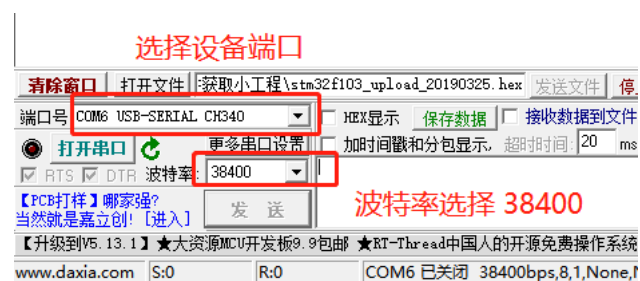 选择设备端口
清除窗口 打开文件 获取小工程\stm32f103_upload_20190325.hex 发送文件 停
端口号 COM6 USB-SERIAL CH340 HEX显示 保存数据 接收数据到文件
打开串口 更多串口设置 加时间戳和分包显示, 超时时间: 20 ms
RTS DTR 波特率: 38400
【PCB打样】哪家强? 发 送 波特率选择 38400
当然就是嘉立创! [进入]
【升级到V5.13.1】★大资源MCU开发板9.9包邮 ★RT-Thread中国人的开源免费操作系统
www.daxia.com S:0 R:0 COM6 已关闭 38400bps,8,1,None,